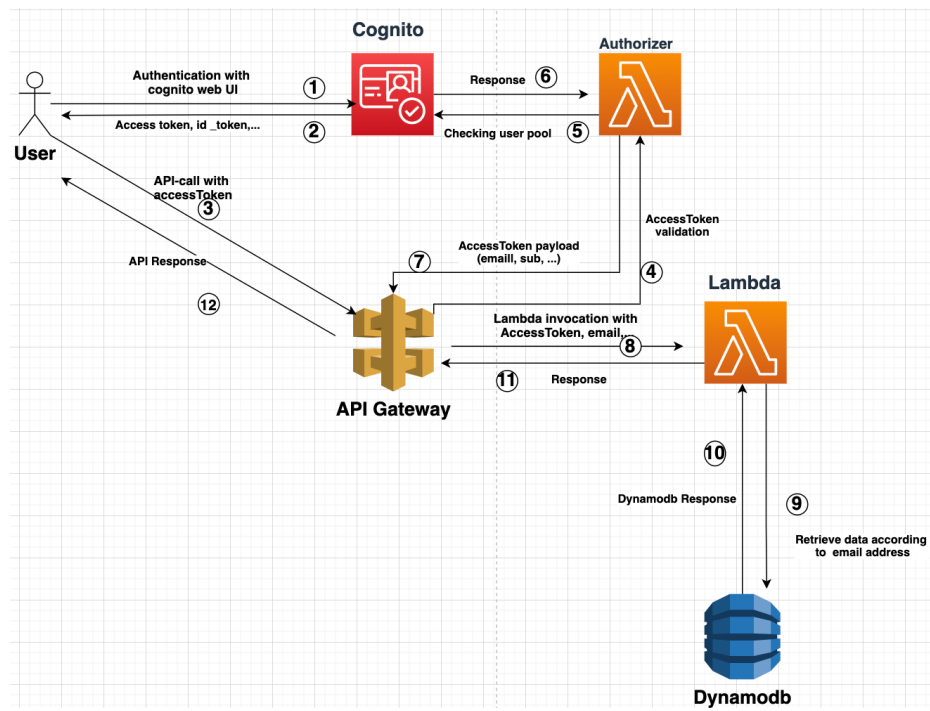 Cognito
Authorizer
Authentication with
cognito web UI
1
Response
6
Access token, id _token,...
2
Checking user pool
5
User
API-call with
accessToken
3
AccessToken
validation
4
AccessToken payload
(emaill, sub, ...)
7
API Response
12
Lambda
Lambda invocation with
AccessToken, email,..
8
11
Response
API Gateway
10
Dynamodb Response
9
Retrieve data according
to email address
Dynamodb